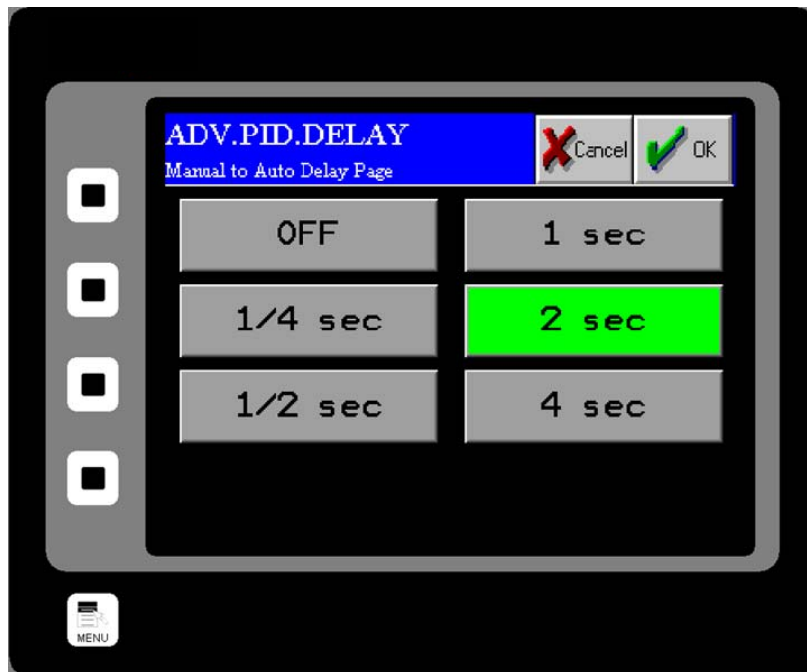 ADV.PID.DELAY
Manual to Auto Delay Page
Cancel
OK
OFF
1 sec
1/4 sec
2 sec
1/2 sec
4 sec
MENU